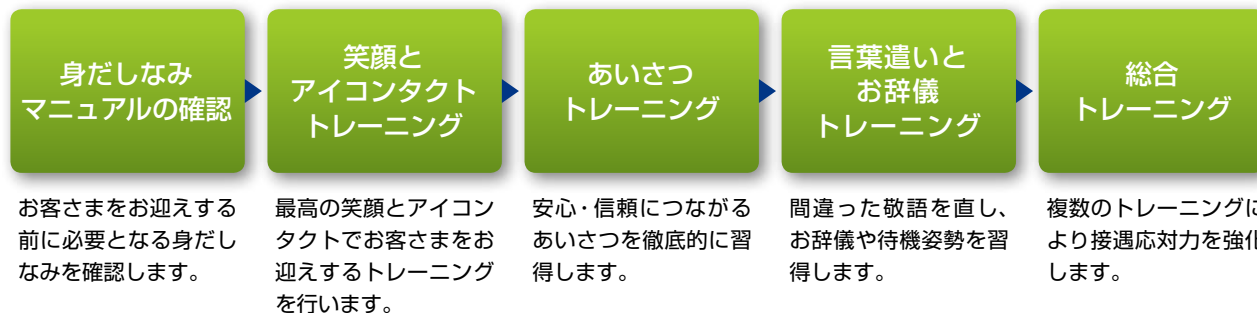 身だしなみ
マニュアルの確認
笑顔と
アイコンタクト
トレーニング
あいさつ
トレーニング
言葉遣いと
お辞儀
トレーニング
総合
トレーニング
お客さまをお迎えする
前に必要となる身だし
なみを確認します。
最高の笑顔とアイコン
タクトでお客さまをお
迎えするトレーニング
を行います。
安心・信頼につながる
あいさつを徹底的に習
得します。
間違った敬語を直し、
お辞儀や待機姿勢を習
得します。
複数のトレーニングに
より接遇応対力を強化
します。